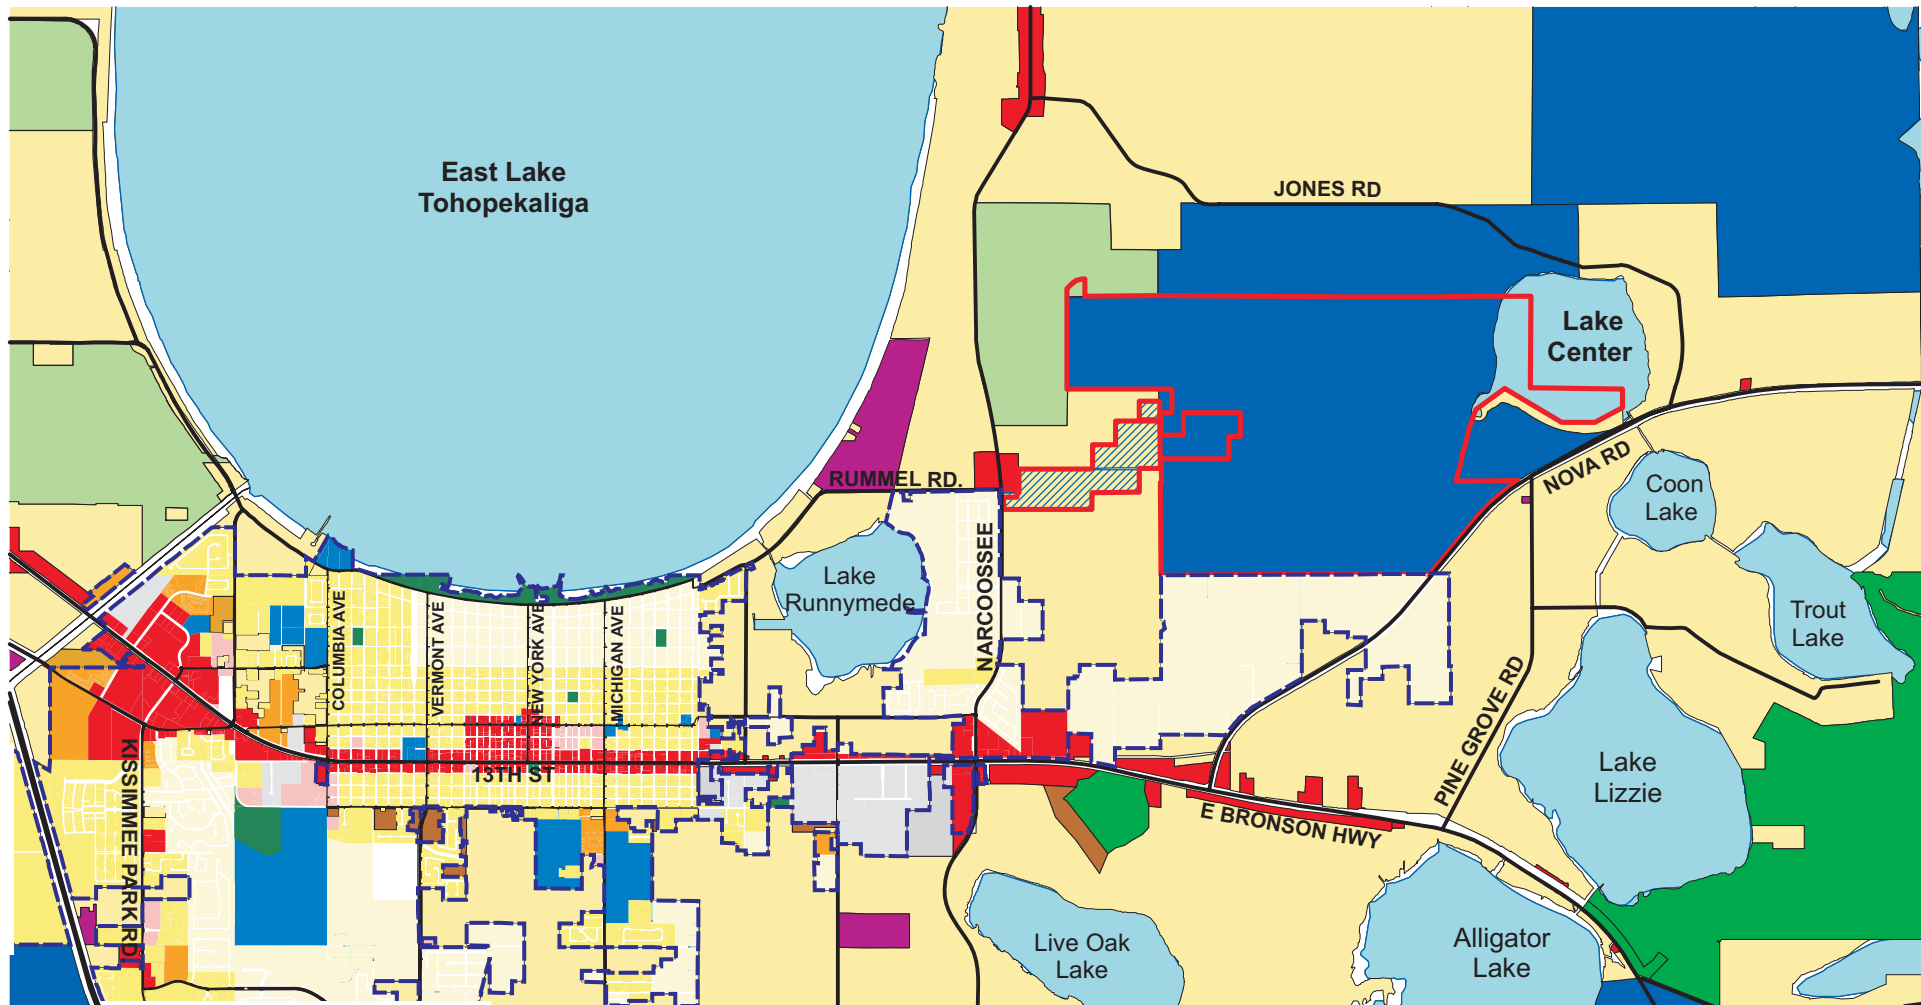 East Lake
Tohopekaliga
JONES RD
Lake
Center
RUMMEL RD.
NOVA RD
Coon
Lake
NARCOOSSEE
Lake
Runnymede
COLUMBIA AVE
VERMONT AVE
NEW YORK AVE
MICHIGAN AVE
Trout
Lake
PINE GROVE RD
KISSIMMEE PARK RD.
13TH ST
Lake
Lizzie
E BRONSON HWY
Live Oak
Lake
Alligator
Lake